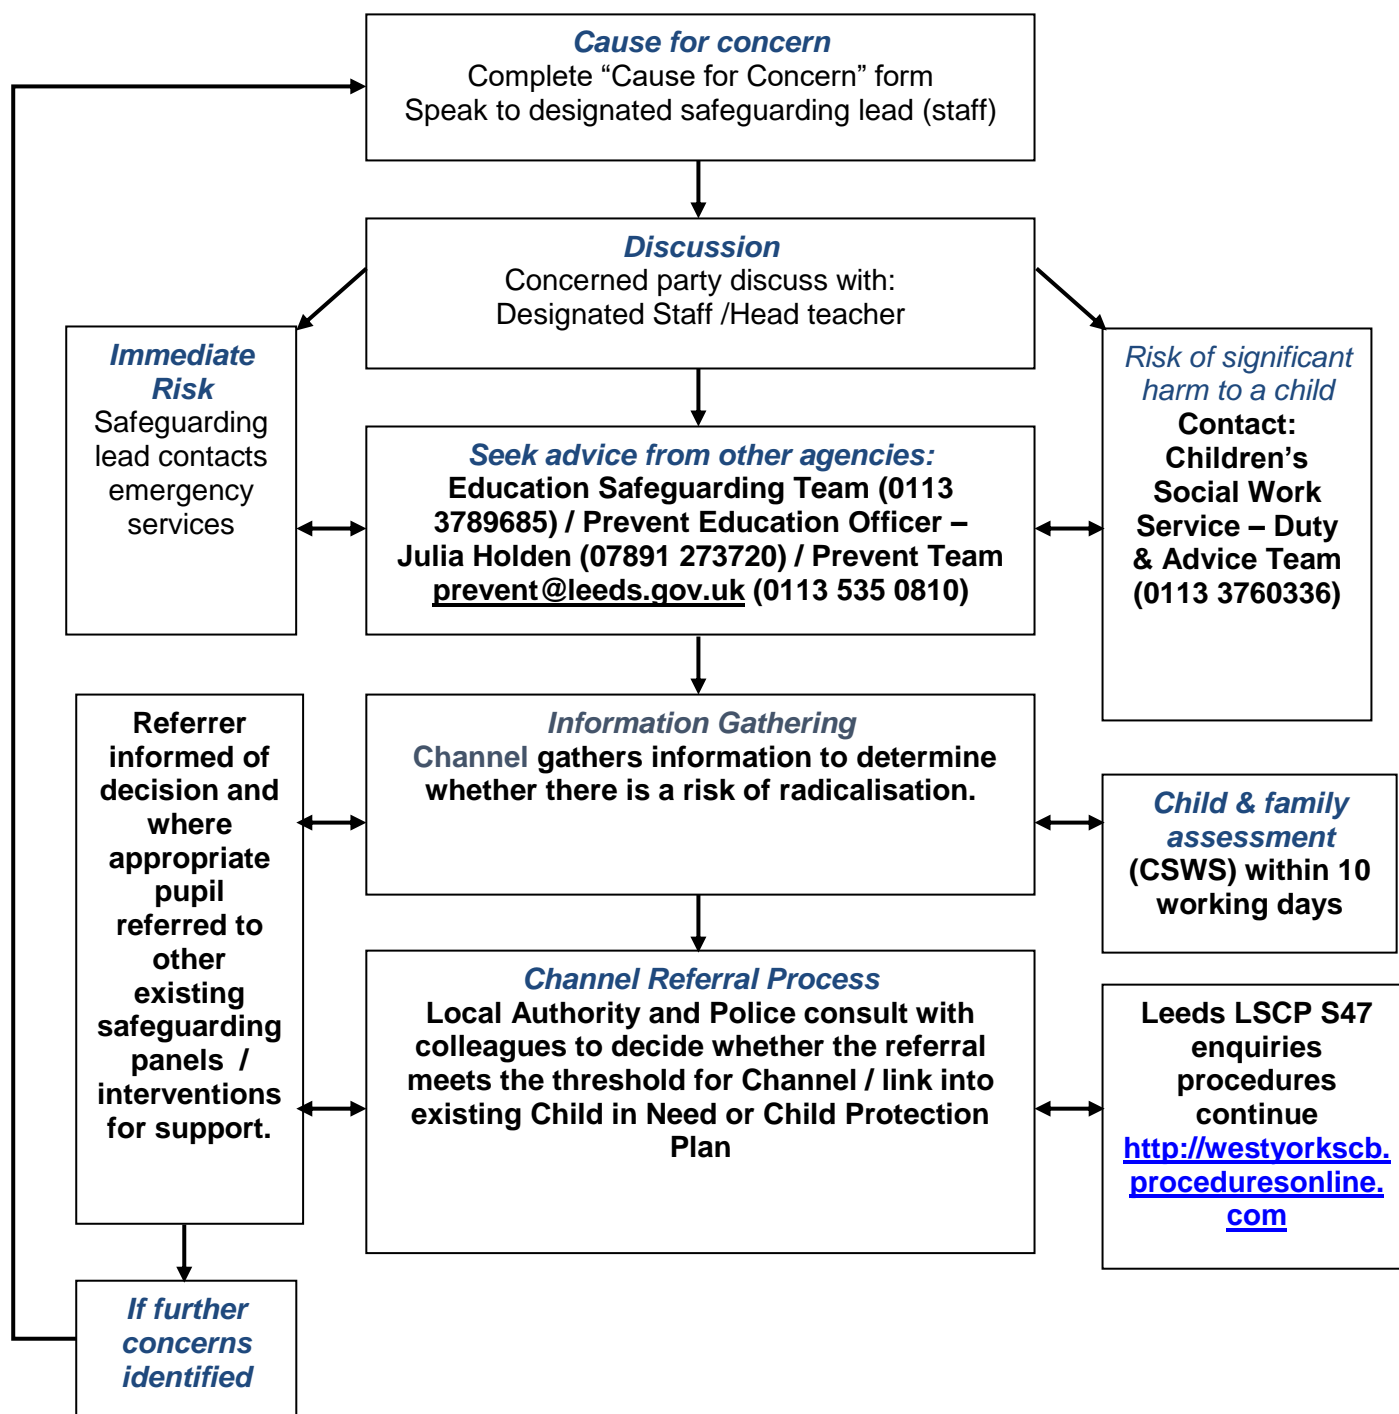 Cause for concern
Complete “Cause for Concern” form
Speak to designated safeguarding lead (staff)
Discussion
Concerned party discuss with:
Designated Staff /Head teacher
Immediate
Risk
Safeguarding
lead contacts
emergency
services
Seek advice from other agencies:
Education Safeguarding Team (0113
3789685) / Prevent Education Officer –
Julia Holden (07891 273720) / Prevent Team
prevent@leeds.gov.uk (0113 535 0810)
Risk of significant
harm to a child
Contact:
Children’s
Social Work
Service – Duty
& Advice Team
(0113 3760336)
Referrer
informed of
decision and
where
appropriate
pupil
referred to
other
existing
safeguarding
panels /
interventions
for support.
Information Gathering
Channel gathers information to determine
whether there is a risk of radicalisation.
Child & family
assessment
(CSWS) within 10
working days
Channel Referral Process
Local Authority and Police consult with
colleagues to decide whether the referral
meets the threshold for Channel / link into
existing Child in Need or Child Protection
Plan
Leeds LSCP S47
enquiries
procedures
continue
http://westyorkscb.
proceduresonline.
com
If further
concerns
identified